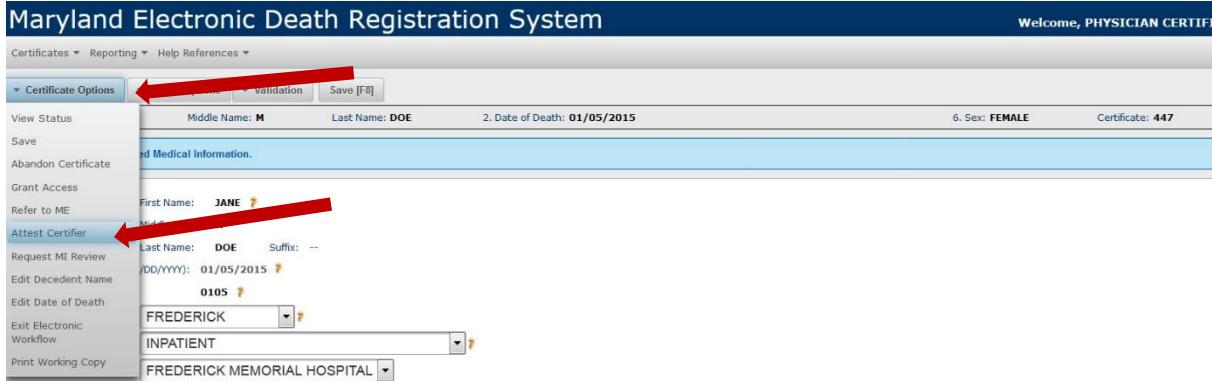 Maryland Electronic Death Registration System
Welcome, PHYSICIAN CERTIFI
Certificates Reporting Help References
Certificate Options Validation Save [F8]
Middle Name: M Last Name: DOE 2. Date of Death: 01/05/2015 6. Sex: FEMALE Certificate: 447
ed Medical Information.
View Status
Save
Abandon Certificate
Grant Access
Refer to ME
Attest Certifier
Request MI Review
Edit Decedent Name
Edit Date of Death
Exit Electronic
Workflow
Print Working Copy
First Name: JANE ?
Last Name: DOE Suffix: --
/DD/YYYY): 01/05/2015 ?
0105 ?
FREDERICK ?
INPATIENT ?
FREDERICK MEMORIAL HOSPITAL